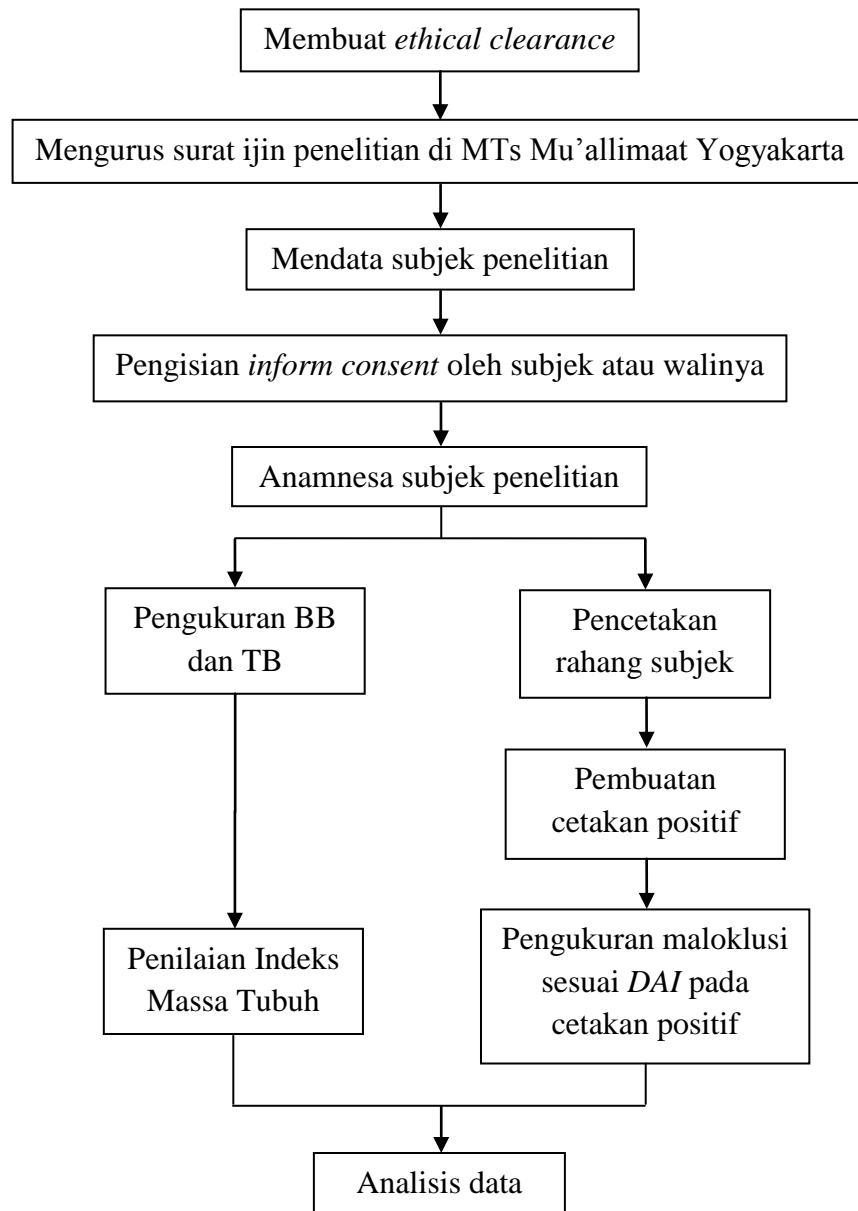 Membuat ethical clearance
Mengurus surat ijin penelitian di MTs Mu’allimaat Yogyakarta
Mendata subjek penelitian
Pengisian inform consent oleh subjek atau walinya
Anamnesa subjek penelitian
Pengukuran BB
dan TB
Penilaian Indeks
Massa Tubuh
Pencetakan
rahang subjek
Pembuatan
cetakan positif
Pengukuran maloklusi
sesuai DAI pada
cetakan positif
Analisis data